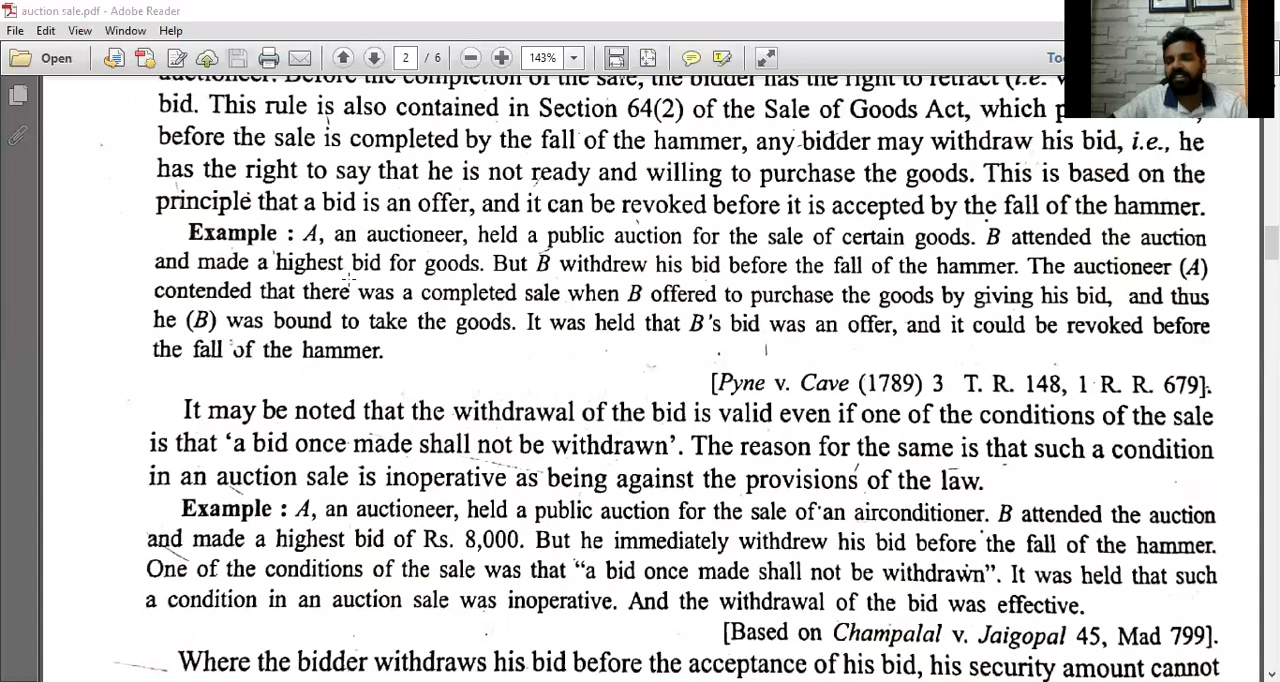 auction sale.pdf - Adobe Reader
File Edit View Window Help
Open 2 / 6 143%
auctioneer. Before the completion of the sale, the bidder has the right to retract (i.e.
bid. This rule is also contained in Section 64(2) of the Sale of Goods Act, which
before the sale is completed by the fall of the hammer, any bidder may withdraw his bid, i.e., he
has the right to say that he is not ready and willing to purchase the goods. This is based on the
principle that a bid is an offer, and it can be revoked before it is accepted by the fall of the hammer.
Example : A, an auctioneer, held a public auction for the sale of certain goods. B attended the auction
and made a highest bid for goods. But B withdrew his bid before the fall of the hammer. The auctioneer (A)
contended that there was a completed sale when B offered to purchase the goods by giving his bid, and thus
he (B) was bound to take the goods. It was held that B's bid was an offer, and it could be revoked before
the fall of the hammer.
[Pyne v. Cave (1789) 3 T. R. 148, 1 R. R. 679].
It may be noted that the withdrawal of the bid is valid even if one of the conditions of the sale
is that 'a bid once made shall not be withdrawn'. The reason for the same is that such a condition
in an auction sale is inoperative as being against the provisions of the law.
Example : A, an auctioneer, held a public auction for the sale of an airconditioner. B attended the auction
and made a highest bid of Rs. 8,000. But he immediately withdrew his bid before the fall of the hammer.
One of the conditions of the sale was that "a bid once made shall not be withdrawn". It was held that such
a condition in an auction sale was inoperative. And the withdrawal of the bid was effective.
[Based on Champalal v. Jaigopal 45, Mad 799].
Where the bidder withdraws his bid before the acceptance of his bid, his security amount cannot